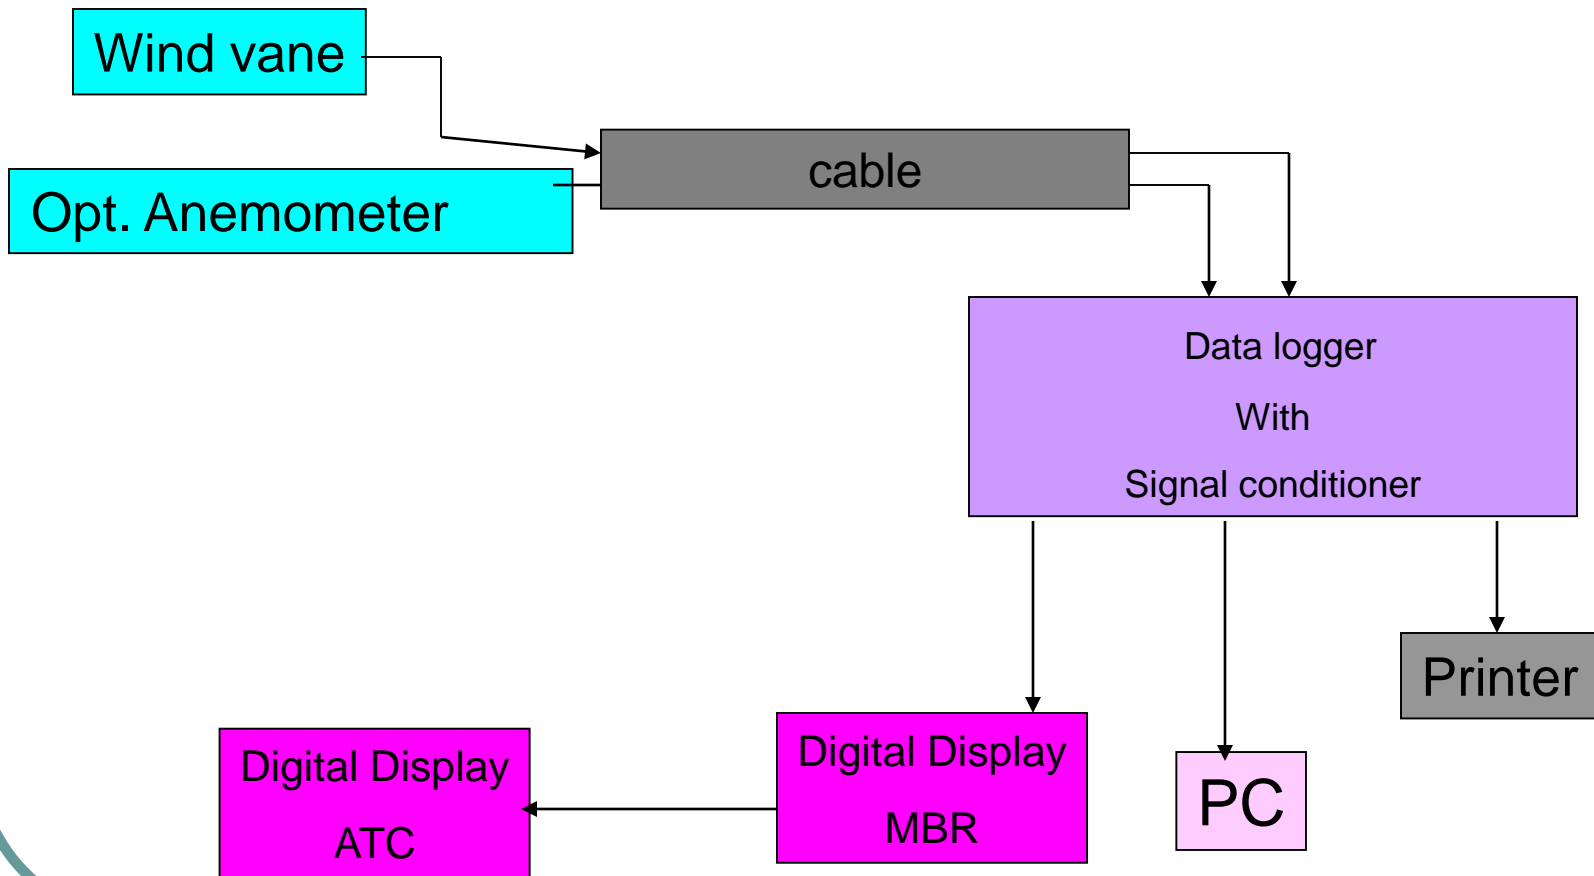 Wind vane
cable
Opt. Anemometer
Data logger
With
Signal conditioner
Printer
Digital Display
MBR
PC
Digital Display
ATC